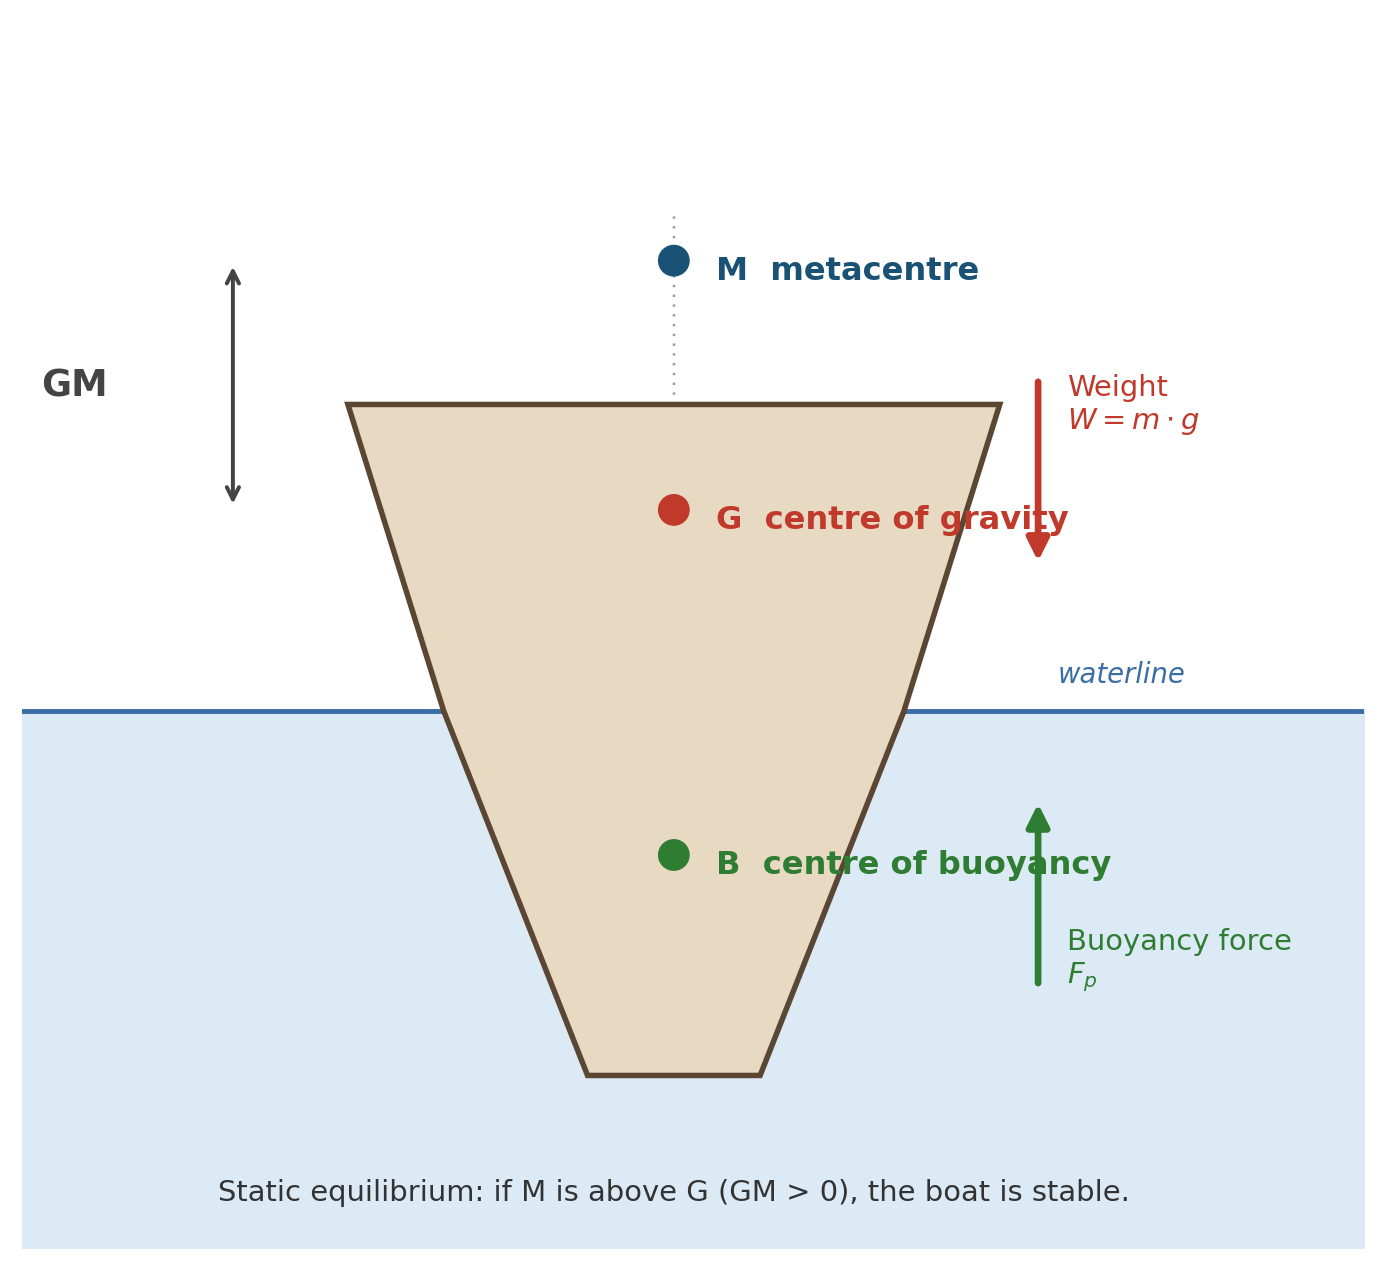 M  metacentre
GM
Weight
W = m · g
G  centre of gravity
waterline
B  centre of buoyancy
Buoyancy force
Fₚ
Static equilibrium: if M is above G (GM > 0), the boat is stable.